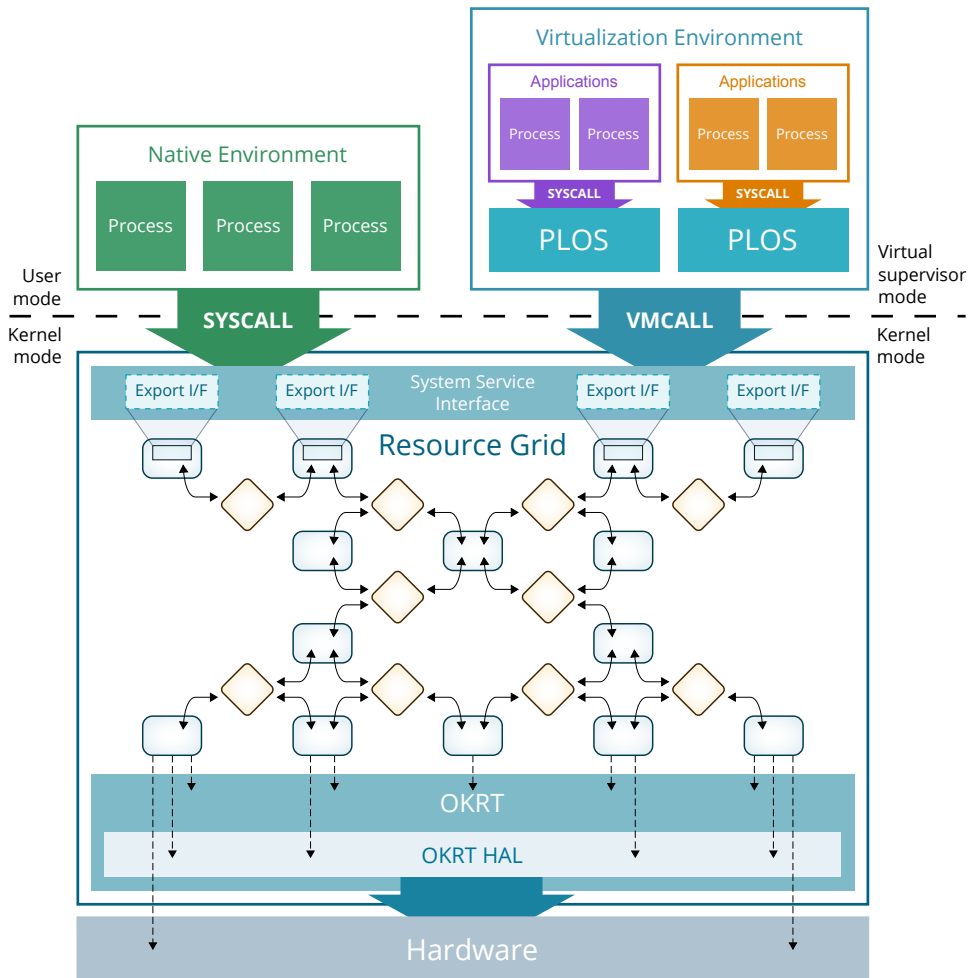 Virtualization Environment
Applications
Applications
Process
Process
Process
Process
Native Environment
SYSCALL
SYSCALL
Process
Process
Process
PLOS
PLOS
User
mode
Virtual
supervisor
mode
SYSCALL
VMCALL
Kernel
mode
Kernel
mode
Export I/F
Export I/F
System Service
Interface
Export I/F
Export I/F
Resource Grid
OKRT
OKRT HAL
Hardware